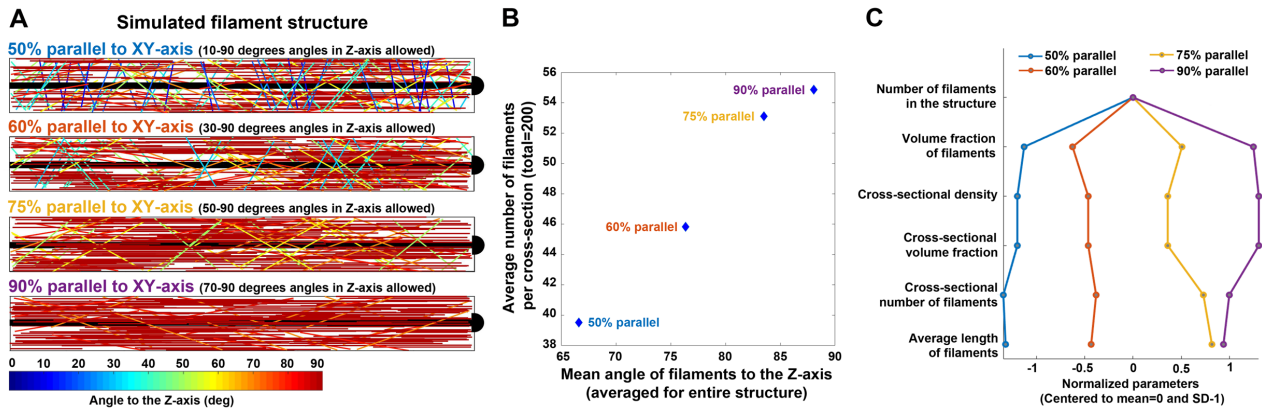 A
Simulated filament structure
50% parallel to XY-axis (10-90 degrees angles in Z-axis allowed)
60% parallel to XY-axis (30-90 degrees angles in Z-axis allowed)
75% parallel to XY-axis (50-90 degrees angles in Z-axis allowed)
90% parallel to XY-axis (70-90 degrees angles in Z-axis allowed)
0 10 20 30 40 50 60 70 80 90
Angle to the Z-axis (deg)
B
Average number of filaments
per cross-section (total=200)
56
54
52
50
48
46
44
42
40
38
90% parallel
75% parallel
60% parallel
50% parallel
65 70 75 80 85 90
Mean angle of filaments to the Z-axis
(averaged for entire structure)
C
50% parallel
60% parallel
75% parallel
90% parallel
Number of filaments
in the structure
Volume fraction
of filaments
Cross-sectional density
Cross-sectional
volume fraction
Cross-sectional
number of filaments
Average length
of filaments
-1 -0.5 0 0.5 1
Normalized parameters
(Centered to mean=0 and SD-1)